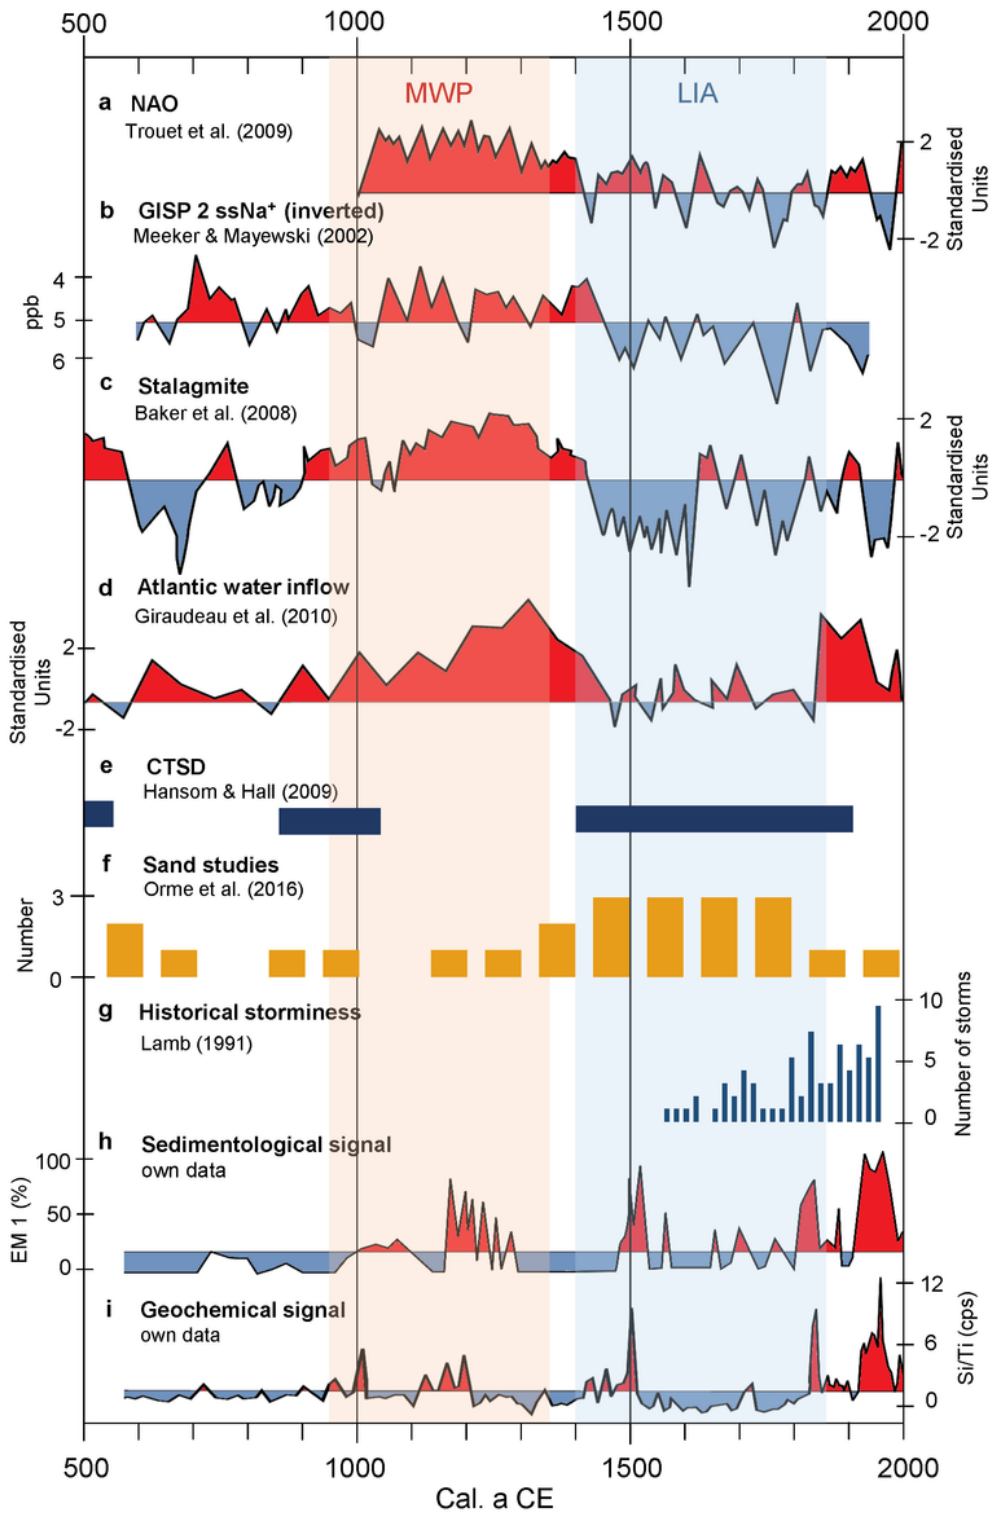 500 1000 1500 2000
MWP LIA
a NAO
Trouet et al. (2009)
2
-2
Standardised
Units
b GISP 2 ssNa⁺ (inverted)
Meeker & Mayewski (2002)
4
5
6
ppb
c Stalagmite
Baker et al. (2008)
2
-2
Standardised
Units
d Atlantic water inflow
Giraudeau et al. (2010)
2
-2
Standardised
Units
e CTSD
Hansom & Hall (2009)
f Sand studies
Orme et al. (2016)
3
0
Number
g Historical storminess
Lamb (1991)
10
5
0
Number of storms
h Sedimentological signal
own data
100
50
0
EM 1 (%)
i Geochemical signal
own data
12
6
0
Si/Ti (cps)
500 1000 1500 2000
Cal. a CE